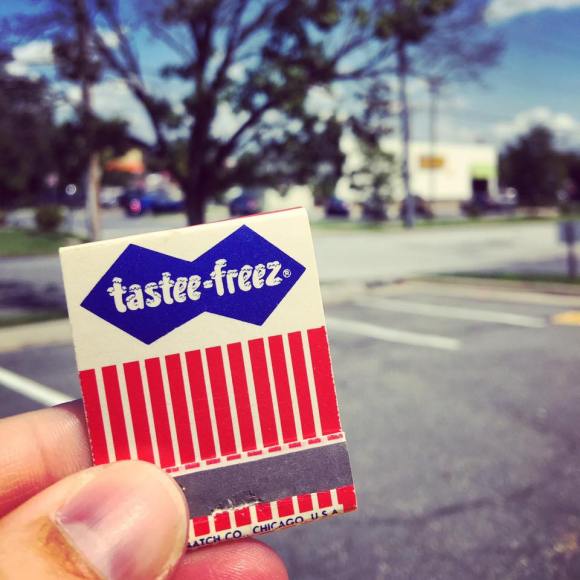 tastee-freez®
MATCH CO., CHICAGO, U.S.A.